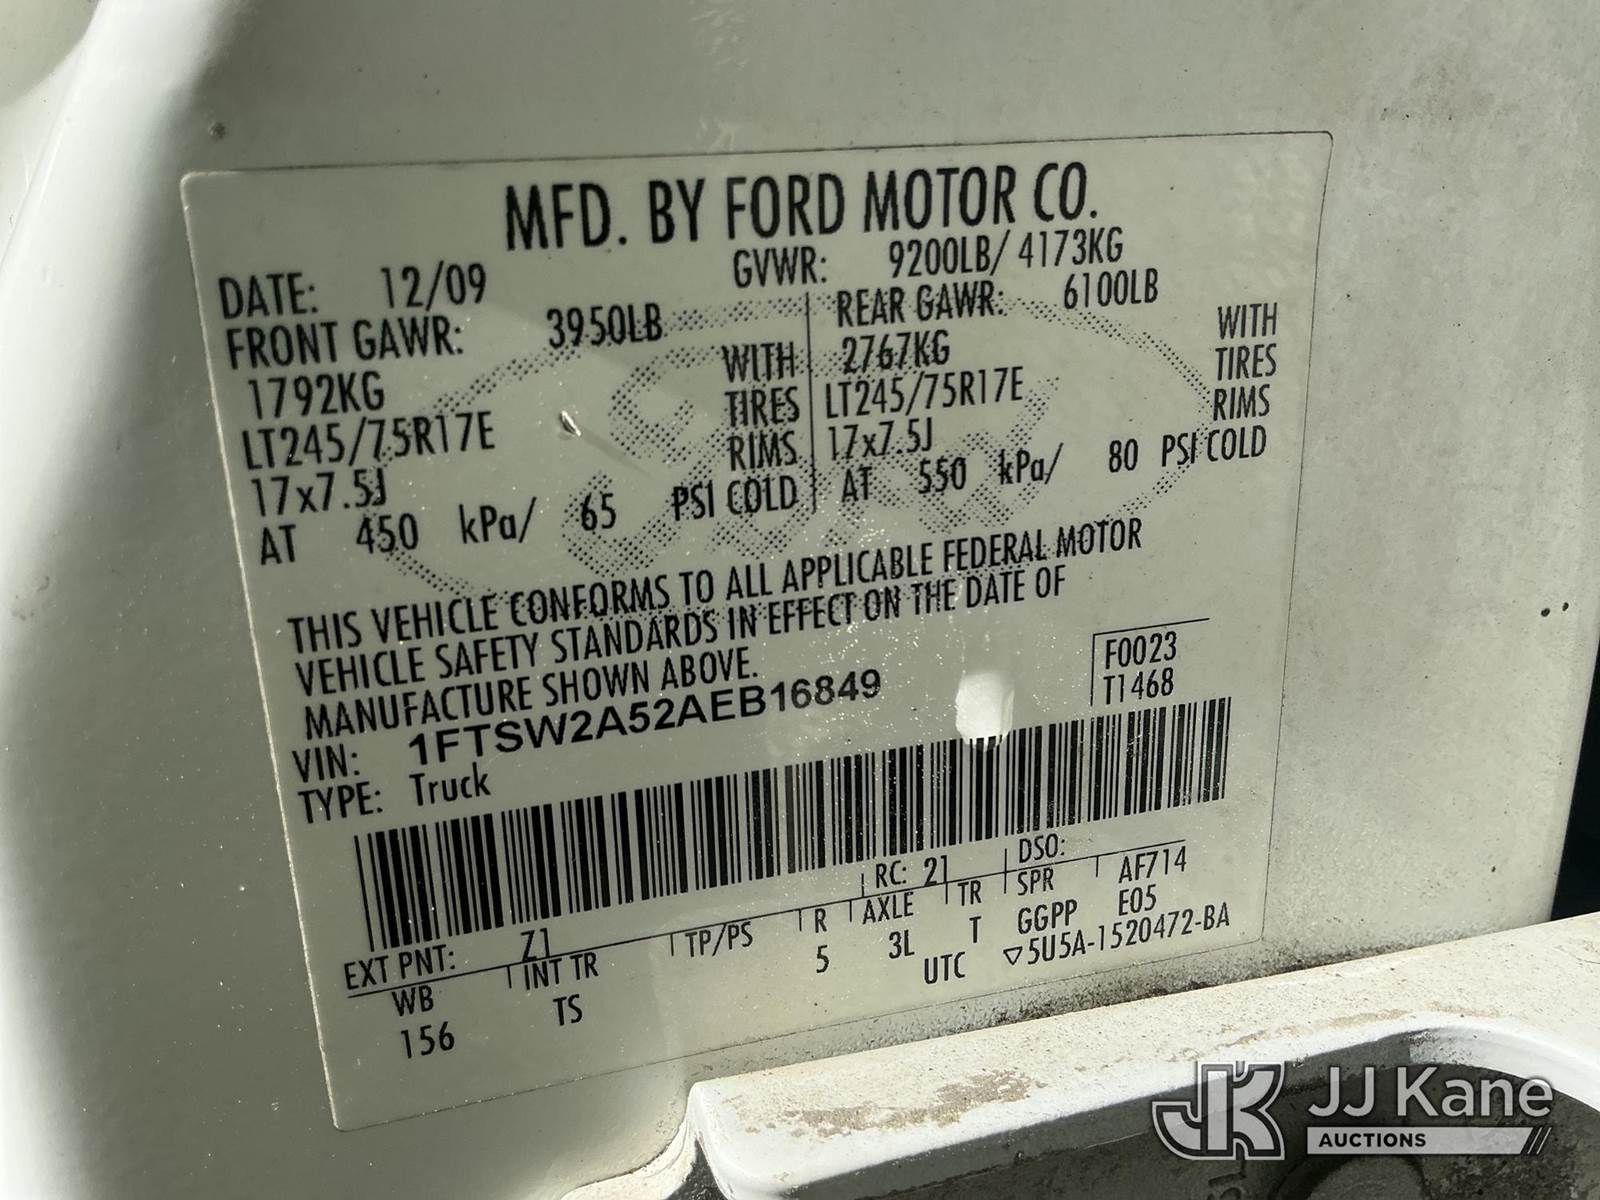 MFD. BY FORD MOTOR CO.
DATE: 12/09 GVWR: 9200LB/ 4173KG
FRONT GAWR: 3950LB REAR GAWR: 6100LB
1792KG WITH 2767KG WITH
LT245/75R17E TIRES LT245/75R17E TIRES
17x7.5J RIMS 17x7.5J RIMS
AT 450 kPa/ 65 PSI COLD AT 550 kPa/ 80 PSI COLD
THIS VEHICLE CONFORMS TO ALL APPLICABLE FEDERAL MOTOR
VEHICLE SAFETY STANDARDS IN EFFECT ON THE DATE OF
MANUFACTURE SHOWN ABOVE.
F0023
T1468
VIN: 1FTSW2A52AEB16849
TYPE: Truck
EXT PNT: Z1 RC: 21 DSO:
WB INT TR TP/PS R AXLE TR SPR AF714
156 TS 5 3L T GGPP E05
UTC ▽5U5A-1520472-BA
JK JJ Kane
AUCTIONS